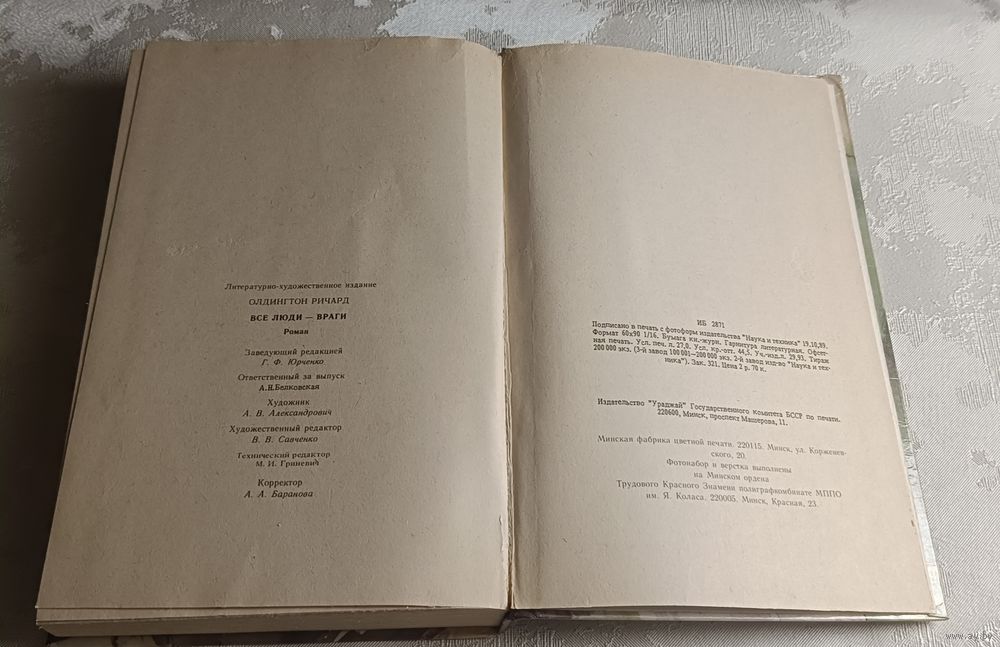 Литературно-художественное издание
ОЛДИНГТОН РИЧАРД
ВСЕ ЛЮДИ — ВРАГИ
Роман
Заведующий редакцией
Г. Ф. Юрченко
Ответственный за выпуск
А.Н.Белковская
Художник
А. В. Александрович
Художественный редактор
В. В. Савченко
Технический редактор
М. И. Гриневич
Корректор
А. А. Баранова
ИБ 2871
Подписано в печать с фотоформ издательства "Наука и техника" 19.10.89.
Формат 60х90 1/16. Бумага кн.-журн. Гарнитура литературная. Офсет-
ная печать. Усл. печ. л. 27,0. Усл. кр.-отт. 44,5. Уч.-изд.л. 29,93. Тираж
200 000 экз. (3-й завод 100 001—200 000 экз. 2-й завод изд-во "Наука и тех-
ника"). Зак. 321. Цена 2 р. 70 к.
Издательство "Ураджай" Государственного комитета БССР по печати.
220600, Минск, проспект Машерова, 11.
Минская фабрика цветной печати. 220115. Минск, ул. Корженев-
ского, 20.
Фотонабор и верстка выполнены
на Минском ордена
Трудового Красного Знамени полиграфкомбинате МППО
им. Я. Коласа. 220005. Минск, Красная, 23.
www.ay.by